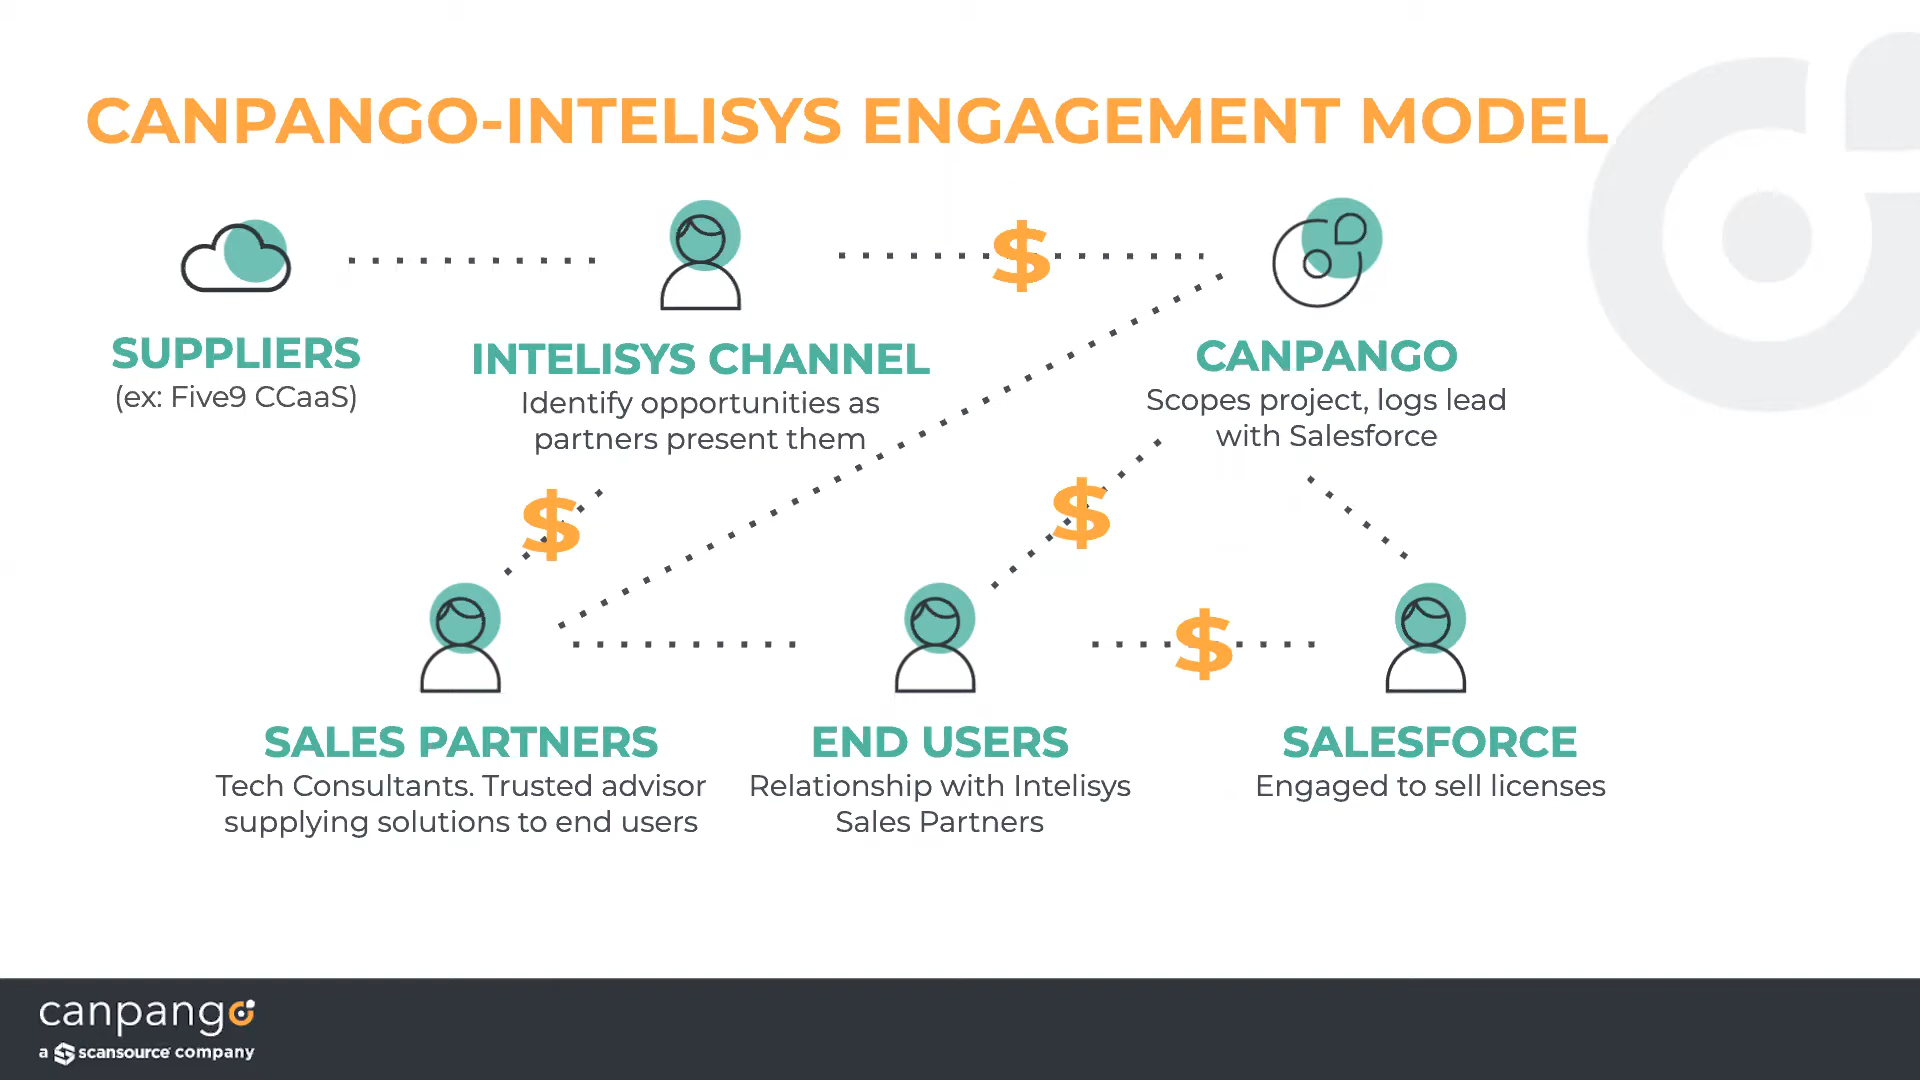 CANPANGO-INTELISYS ENGAGEMENT MODEL
$
SUPPLIERS
(ex: Five9 CCaaS)
INTELISYS CHANNEL
Identify opportunities as
partners present them
CANPANGO
Scopes project, logs lead
with Salesforce
$
$
$
SALES PARTNERS
Tech Consultants. Trusted advisor
supplying solutions to end users
END USERS
Relationship with Intelisys
Sales Partners
SALESFORCE
Engaged to sell licenses
canpango
a scansource company